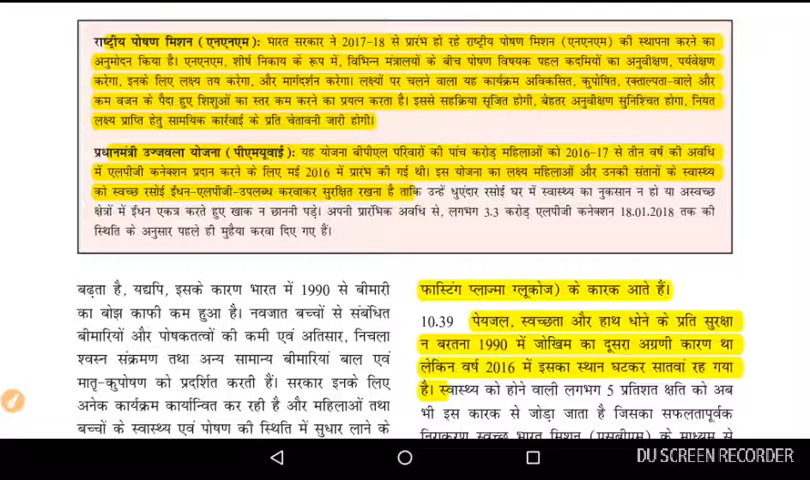 राष्ट्रीय पोषण मिशन (एनएनएम): भारत सरकार ने 2017-18 से प्रारंभ हो रहे राष्ट्रीय पोषण मिशन (एनएनएम) की स्थापना करने का
अनुमोदन किया है। एनएनएम, शीर्ष निकाय के रूप में, विभिन्न मंत्रालयों के बीच पोषण विषयक पहल कदमियों का अनुवीक्षण, पर्यवेक्षण
करेगा, इनके लिए लक्ष्य तय करेगा, और मार्गदर्शन करेगा। लक्ष्यों पर चलने वाला यह कार्यक्रम अविकसित, कुपोषित, रक्ताल्पता-वाले और
कम वजन के पैदा हुए शिशुओं का स्तर कम करने का प्रयत्न करता है। इससे सहक्रिया सृजित होगी, बेहतर अनुवीक्षण सुनिश्चित होगा, नियत
लक्ष्य प्राप्ति हेतु सामयिक कार्रवाई के प्रति चेतावनी जारी होगी।
प्रधानमंत्री उज्जवला योजना (पीएमयूवाई): यह योजना बीपीएल परिवारों की पांच करोड़ महिलाओं को 2016-17 से तीन वर्ष की अवधि
में एलपीजी कनेक्शन प्रदान करने के लिए मई 2016 में प्रारंभ की गई थी। इस योजना का लक्ष्य महिलाओं और उनकी संतानों के स्वास्थ्य
को स्वच्छ रसोई ईंधन-एलपीजी-उपलब्ध करवाकर सुरक्षित रखना है ताकि उन्हें धुएंदार रसोई घर में स्वास्थ्य का नुकसान न हो या अस्वच्छ
क्षेत्रों में ईंधन एकत्र करते हुए खाक न छाननी पड़े। अपनी प्रारंभिक अवधि से, लगभग 3.3 करोड़ एलपीजी कनेक्शन 18.01.2018 तक की
स्थिति के अनुसार पहले ही मुहैया करवा दिए गए हैं।
बढ़ता है, यद्यपि, इसके कारण भारत में 1990 से बीमारी
का बोझ काफी कम हुआ है। नवजात बच्चों से संबंधित
बीमारियों और पोषकतत्वों की कमी एवं अतिसार, निचला
श्वस्न संक्रमण तथा अन्य सामान्य बीमारियां बाल एवं
मातृ-कुपोषण को प्रदर्शित करती हैं। सरकार इनके लिए
अनेक कार्यक्रम कार्यान्वित कर रही है और महिलाओं तथा
बच्चों के स्वास्थ्य एवं पोषण की स्थिति में सुधार लाने के
फास्टिंग प्लाज्मा ग्लूकोज) के कारक आते हैं।
10.39 पेयजल, स्वच्छता और हाथ धोने के प्रति सुरक्षा
न बरतना 1990 में जोखिम का दूसरा अग्रणी कारण था
लेकिन वर्ष 2016 में इसका स्थान घटकर सातवां रह गया
है। स्वास्थ्य को होने वाली लगभग 5 प्रतिशत क्षति को अब
भी इस कारक से जोड़ा जाता है जिसका सफलतापूर्वक
निराकरण स्वच्छ भारत मिशन (एसबीएम) के माध्यम से
DU SCREEN RECORDER